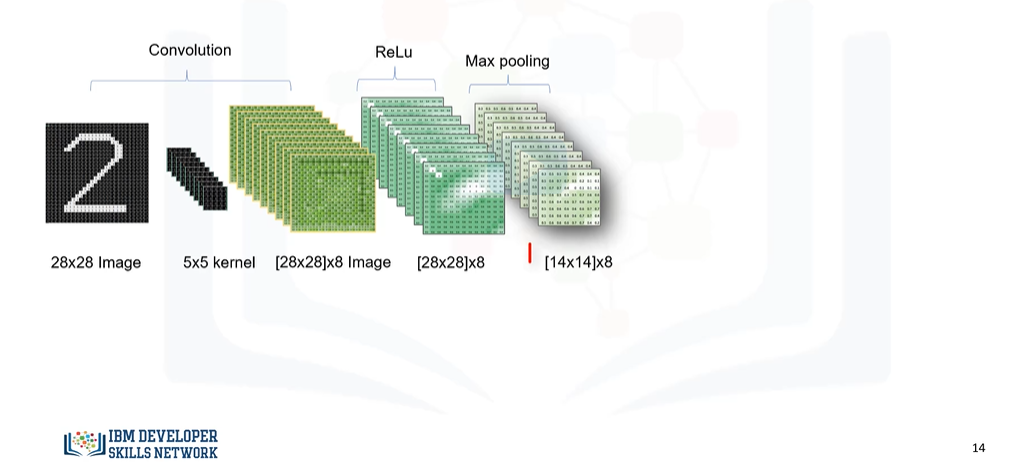 Convolution
ReLu
Max pooling
28x28 Image
5x5 kernel
[28x28]x8 Image
[28x28]x8
[14x14]x8
IBM DEVELOPER
SKILLS NETWORK
14